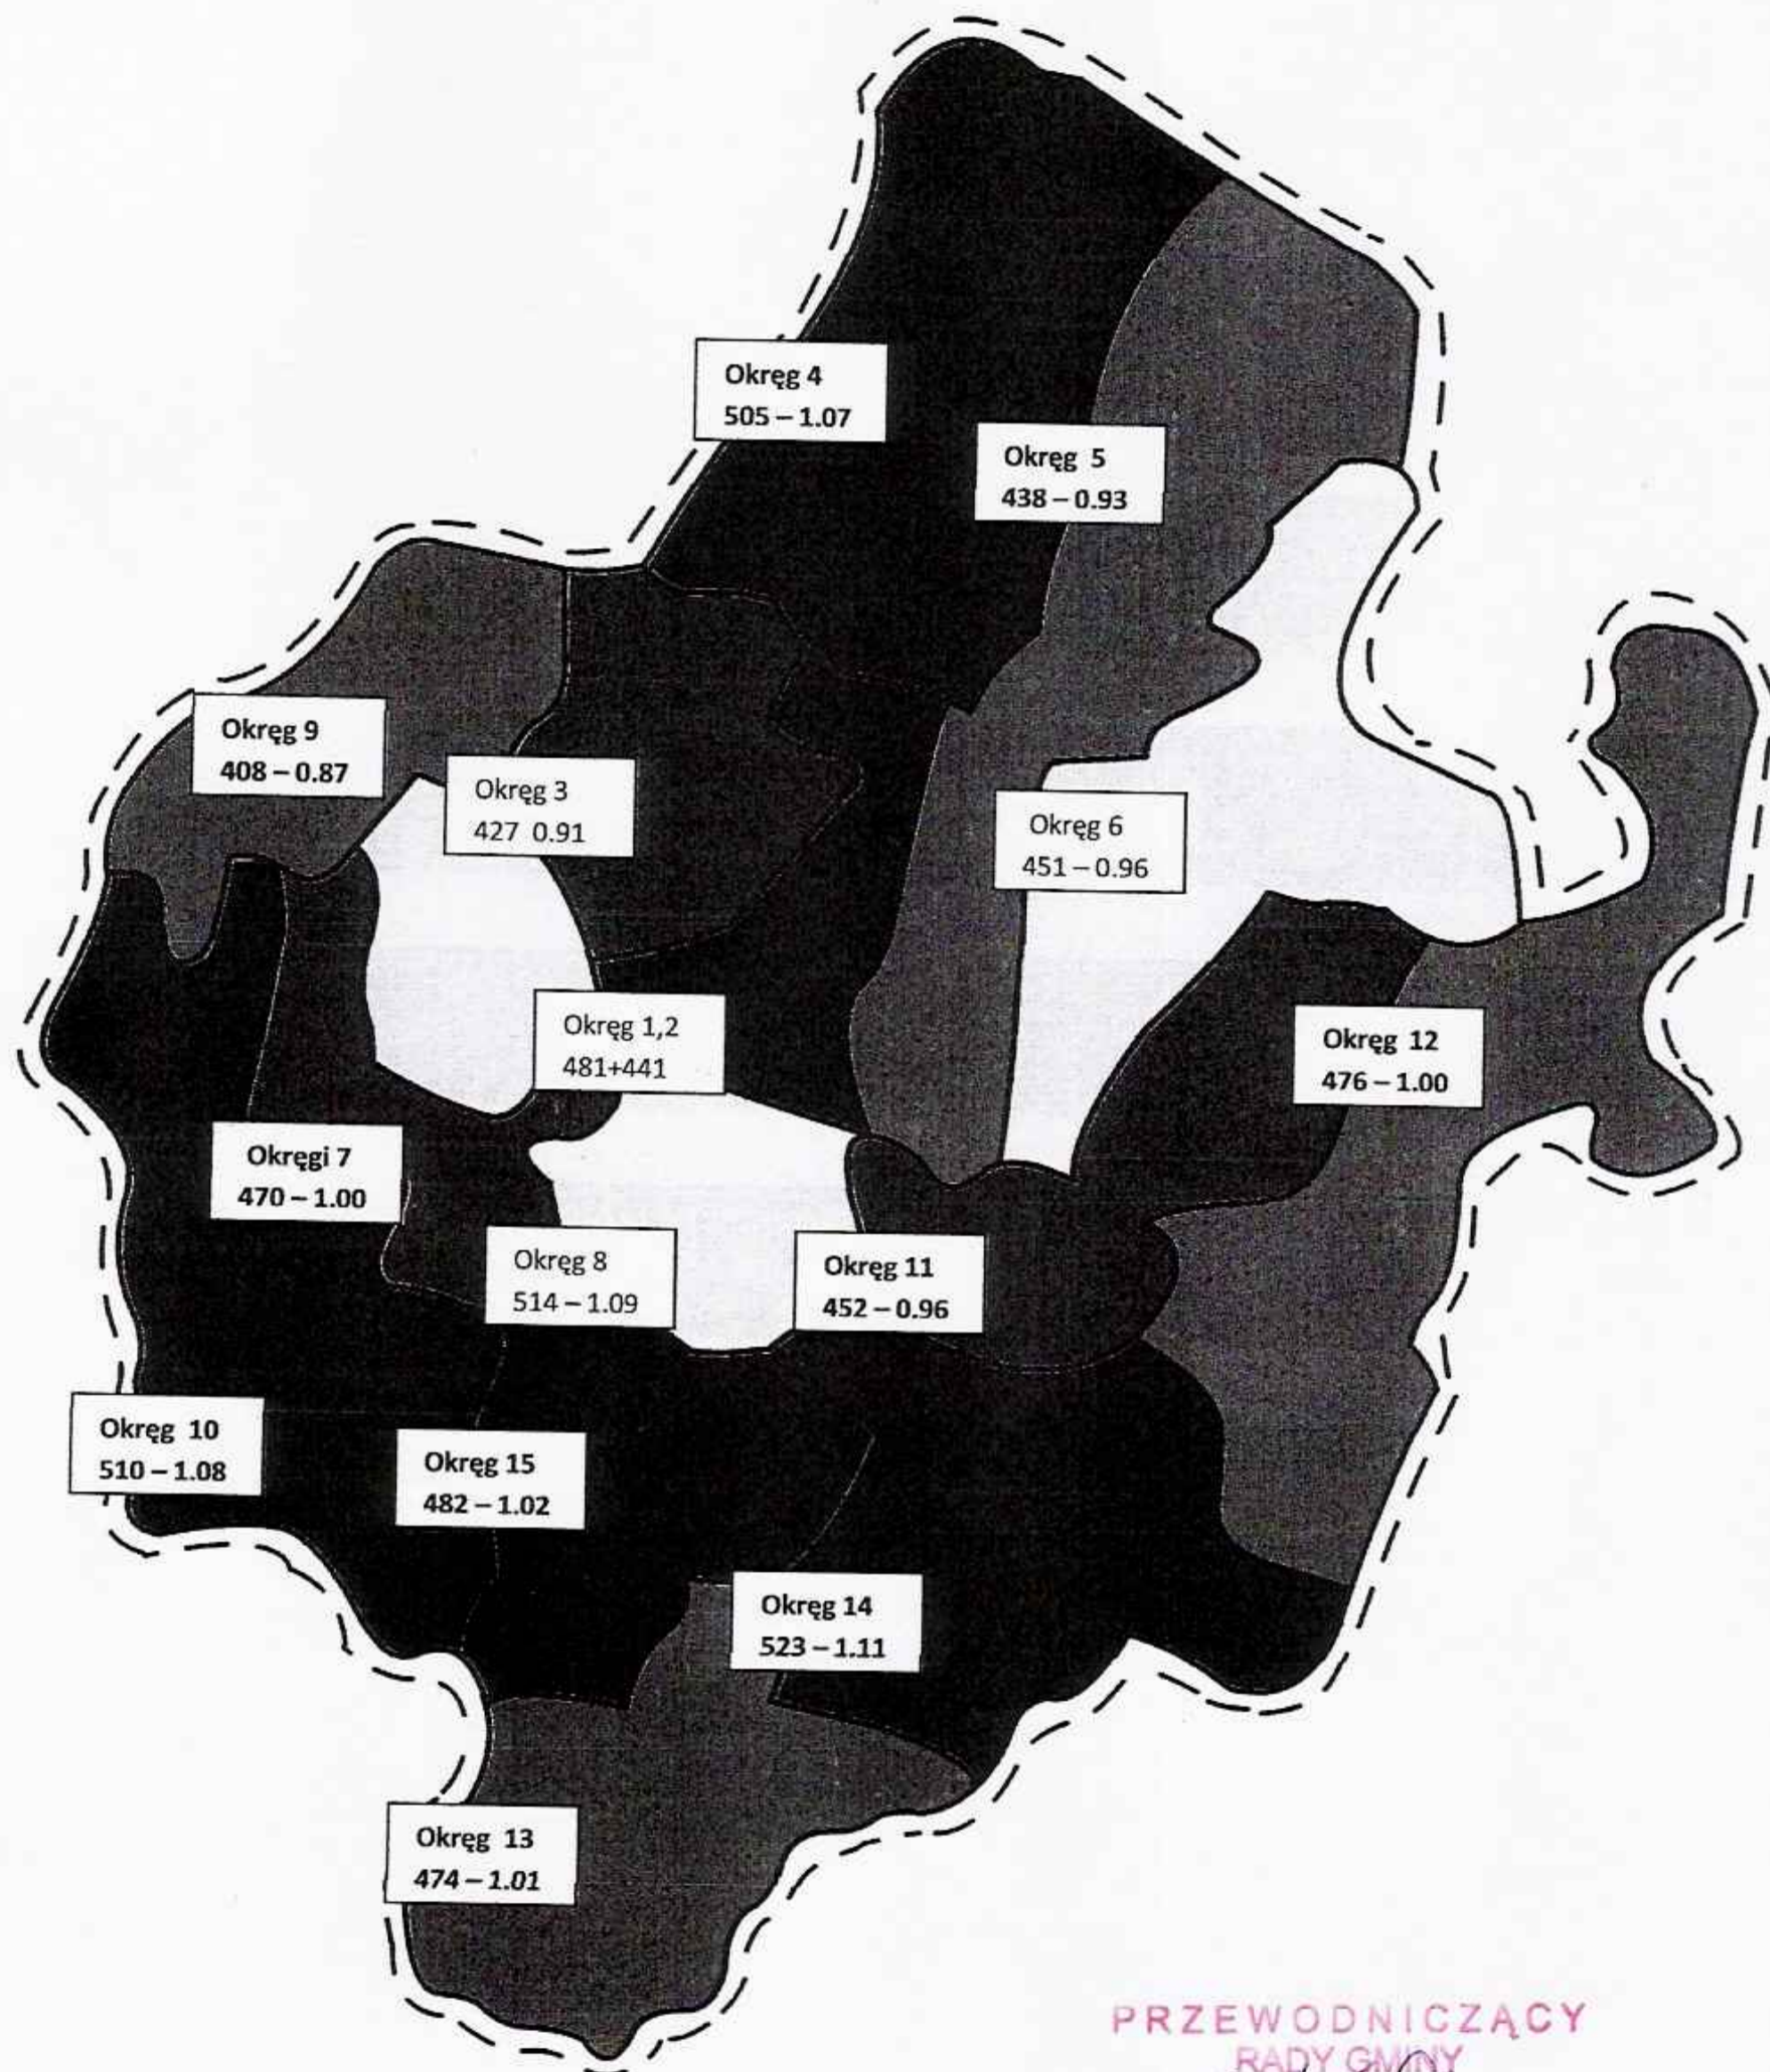 Okręg 4
505 – 1.07
Okręg 5
438 – 0.93
Okręg 9
408 – 0.87
Okręg 3
427 0.91
Okręg 6
451 – 0.96
Okręg 1,2
481+441
Okręg 12
476 – 1.00
Okręgi 7
470 – 1.00
Okręg 8
514 – 1.09
Okręg 11
452 – 0.96
Okręg 10
510 – 1.08
Okręg 15
482 – 1.02
Okręg 14
523 – 1.11
Okręg 13
474 – 1.01
PRZEWODNICZĄCY
RADY GMINY